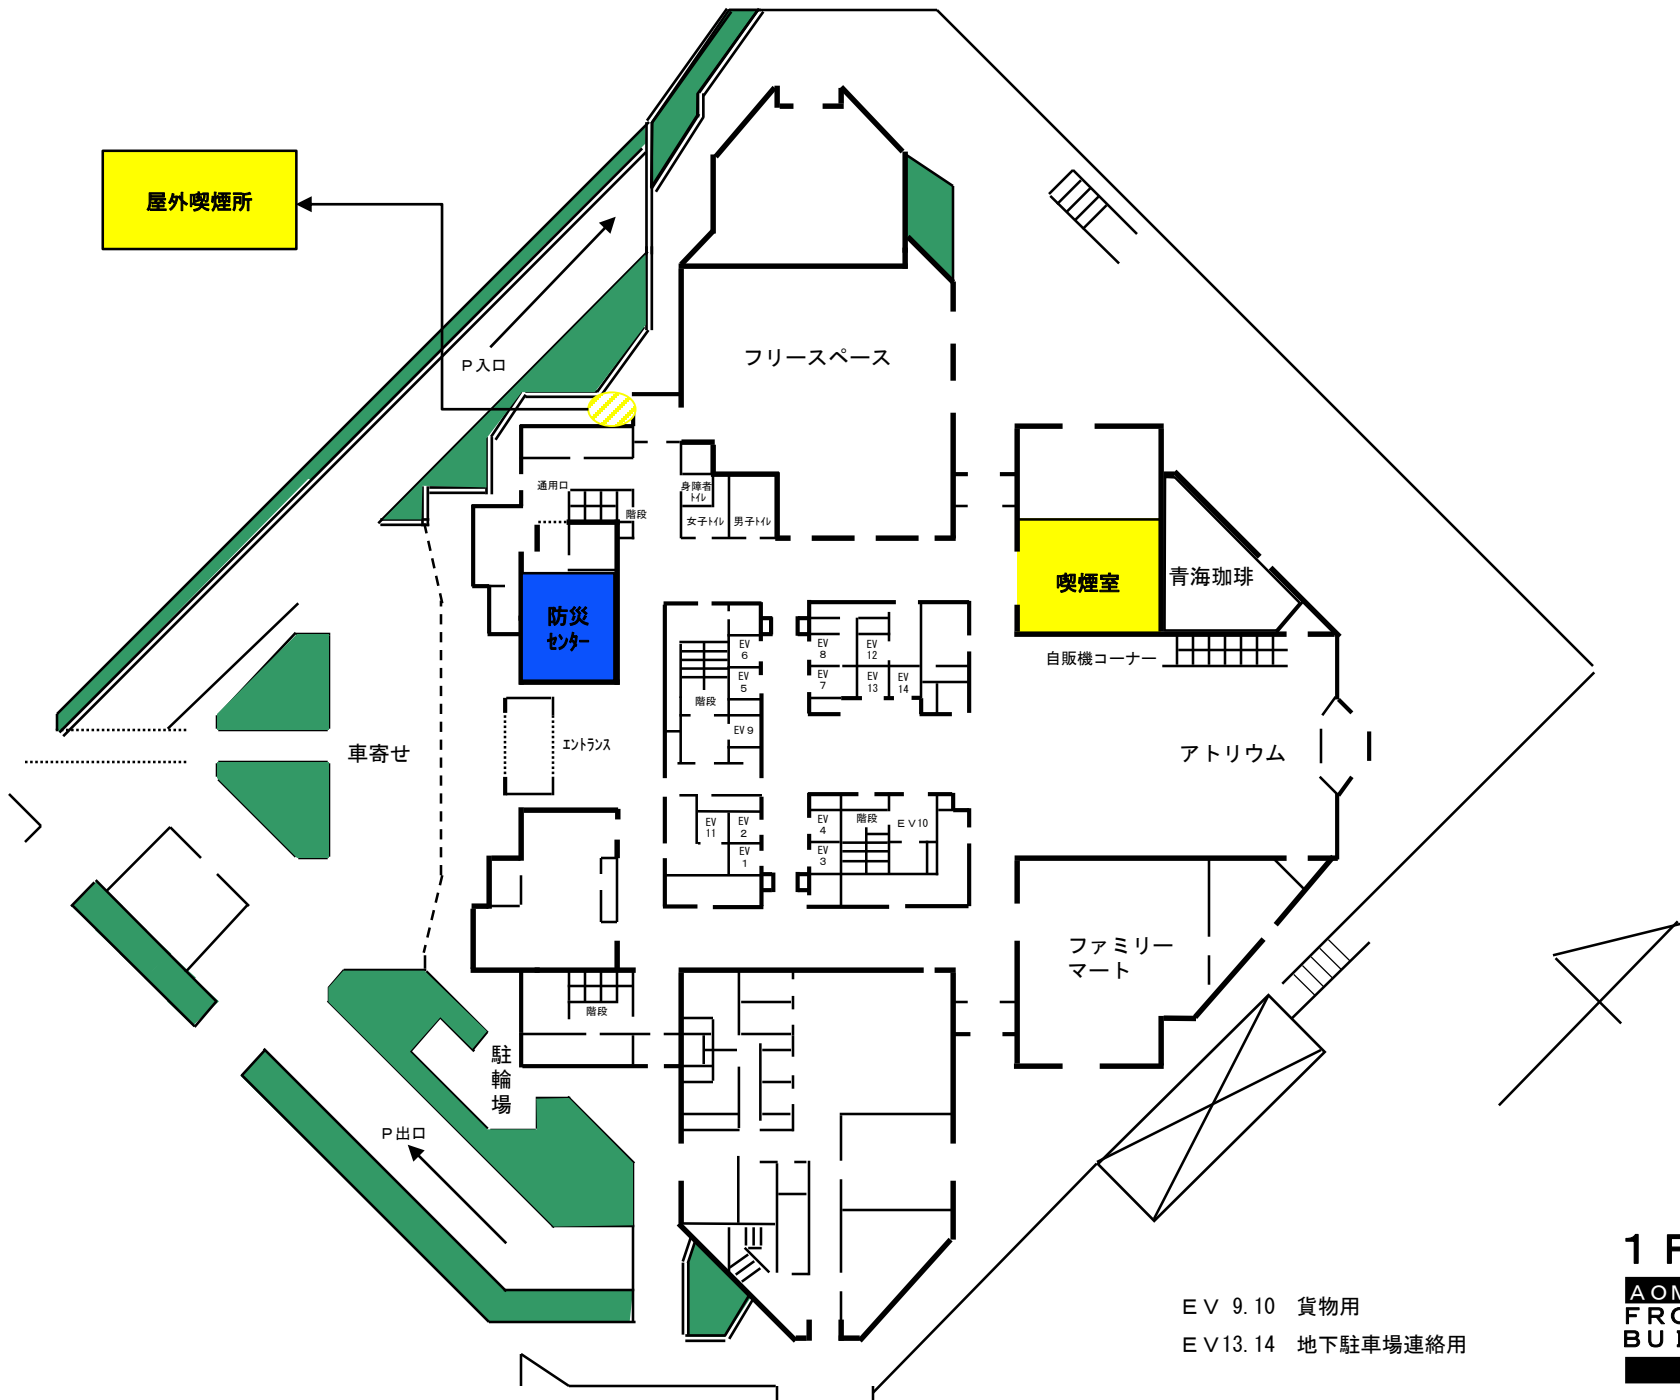 屋外喫煙所
P入口
フリースペース
通用口
階段
身障者
トイレ
女子トイレ
男子トイレ
喫煙室
青海珈琲
防災
センター
自販機コーナー
EV
6
EV
5
階段
EV9
EV
8
EV
7
EV
12
EV
13
EV
14
エントランス
車寄せ
アトリウム
EV
11
EV
2
EV
1
EV
4
EV
3
階段
EV10
ファミリー
マート
階段
駐輪場
P出口
EV 9.10 貨物用
EV13.14 地下駐車場連絡用
1F
AOM
FRO
BUI